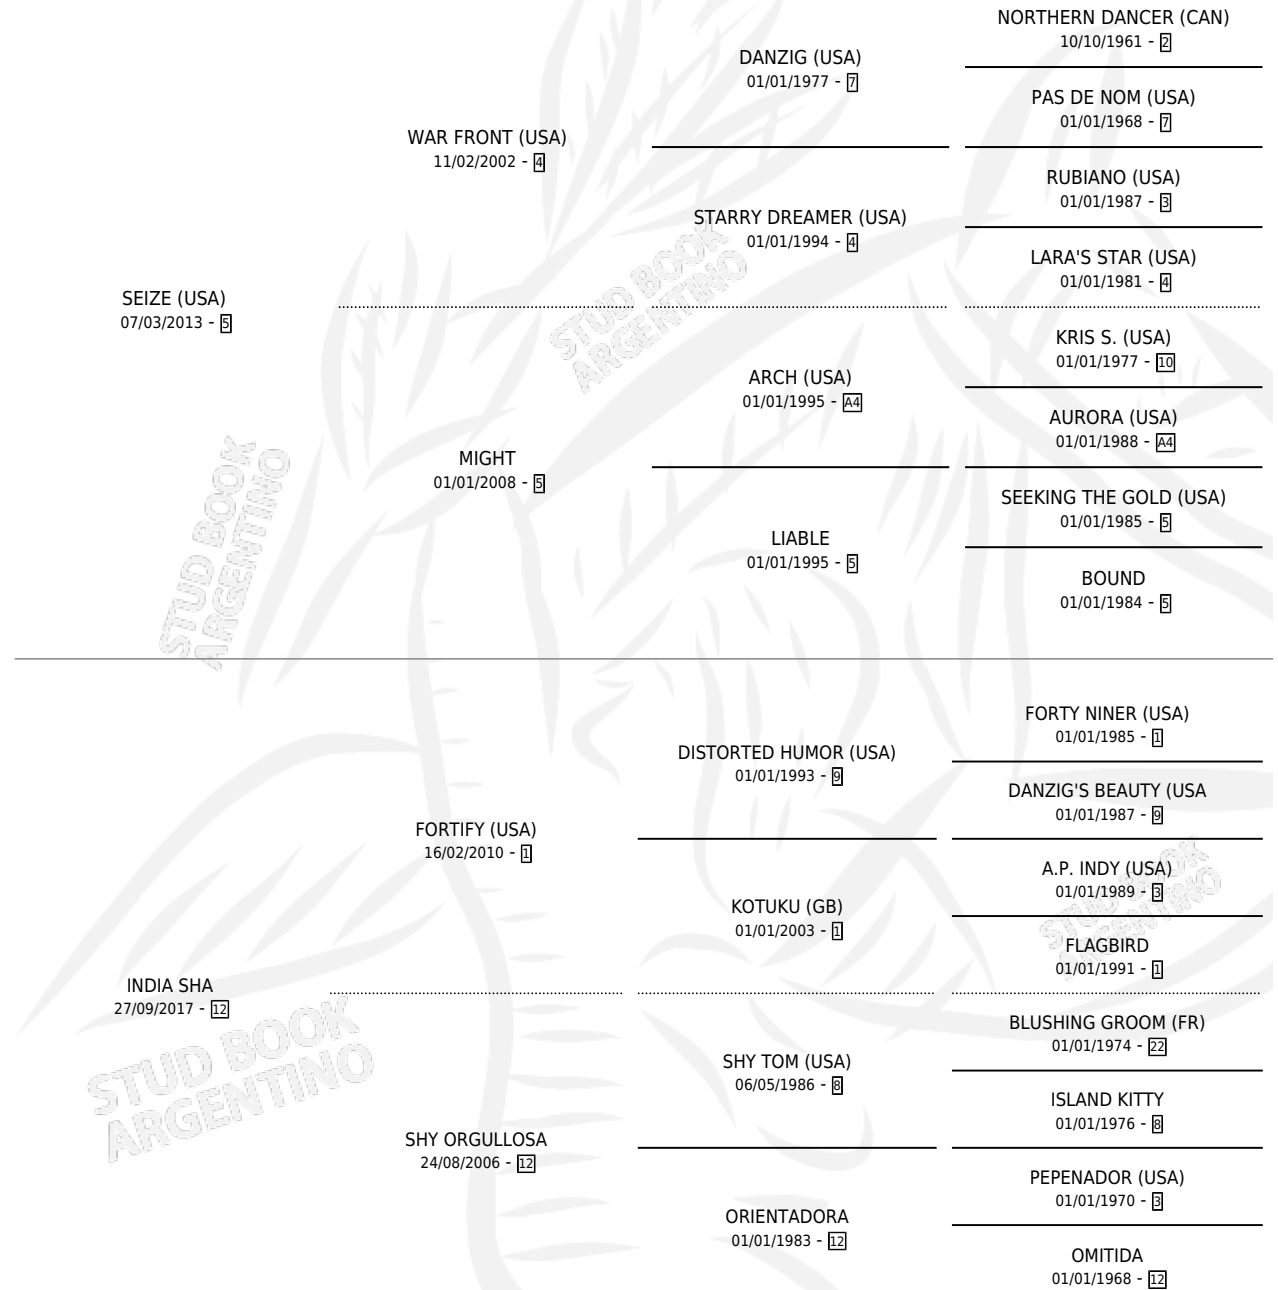 NORTHERN DANCER (CAN)
10/10/1961 - 2
DANZIG (USA)
01/01/1977 - 7
PAS DE NOM (USA)
01/01/1968 - 7
WAR FRONT (USA)
11/02/2002 - 4
RUBIANO (USA)
01/01/1987 - 3
STARRY DREAMER (USA)
01/01/1994 - 4
LARA'S STAR (USA)
01/01/1981 - 4
SEIZE (USA)
07/03/2013 - 5
KRIS S. (USA)
01/01/1977 - 10
ARCH (USA)
01/01/1995 - A4
AURORA (USA)
01/01/1988 - A4
MIGHT
01/01/2008 - 5
SEEKING THE GOLD (USA)
01/01/1985 - 5
LIABLE
01/01/1995 - 5
BOUND
01/01/1984 - 5
FORTY NINER (USA)
01/01/1985 - 1
DISTORTED HUMOR (USA)
01/01/1993 - 9
DANZIG'S BEAUTY (USA
01/01/1987 - 9
FORTIFY (USA)
16/02/2010 - 1
A.P. INDY (USA)
01/01/1989 - 3
KOTUKU (GB)
01/01/2003 - 1
FLAGBIRD
01/01/1991 - 1
INDIA SHA
27/09/2017 - 12
BLUSHING GROOM (FR)
01/01/1974 - 22
SHY TOM (USA)
06/05/1986 - 8
ISLAND KITTY
01/01/1976 - 8
SHY ORGULLOSA
24/08/2006 - 12
PEPENADOR (USA)
01/01/1970 - 3
ORIENTADORA
01/01/1983 - 12
OMITIDA
01/01/1968 - 12
STUD BOOK
ARGENTINO
STUD BOOK
ARGENTINO
STUD BOOK
ARGENTINO
STUD BOOK
ARGENTINO